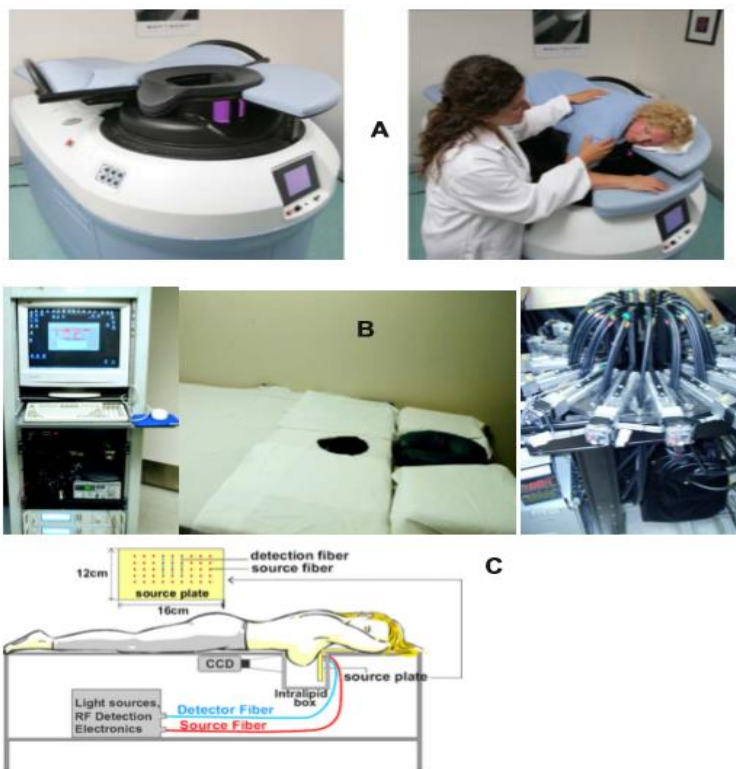 A
B
C
detection fiber
source fiber
12cm
source plate
16cm
CCD
source plate
Intralipid
box
Light sources,
RF Detection
Electronics
Detector Fiber
Source Fiber